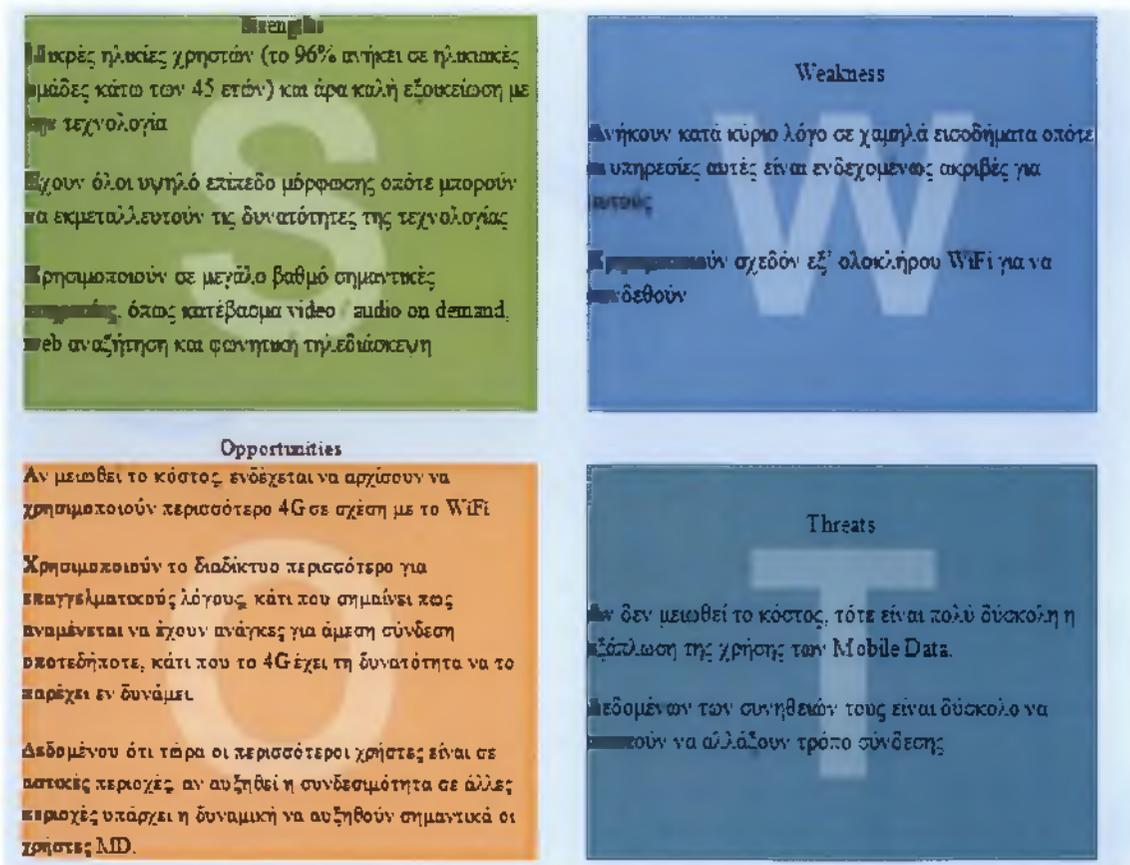 Strengths
Μικρές ηλικίες χρηστών (το 96% ανήκει σε ηλικιακές
ομάδες κάτω των 45 ετών) και άρα καλή εξοικείωση με
την τεχνολογία
Έχουν όλοι υψηλό επίπεδο μόρφωσης οπότε μπορούν
να εκμεταλλευτούν τις δυνατότητες της τεχνολογίας
Χρησιμοποιούν σε μεγάλο βαθμό σημαντικές
όπως κατέβασμα video / audio on demand,
web αναζήτηση και φωνητική τηλεδιάσκεψη
Weakness
Ανήκουν κατά κύριο λόγο σε χαμηλά εισοδήματα οπότε
οι υπηρεσίες αυτές είναι ενδεχομένως ακριβές για
αυτούς
Χρησιμοποιούν σχεδόν εξ' ολοκλήρου WiFi για να
συνδεθούν
Opportunities
Αν μειωθεί το κόστος, ενδέχεται να αρχίσουν να
χρησιμοποιούν περισσότερο 4G σε σχέση με το WiFi
Χρησιμοποιούν το διαδίκτυο περισσότερο για
επαγγελματικούς λόγους, κάτι που σημαίνει πως
αναμένεται να έχουν ανάγκες για άμεση σύνδεση
οποτεδήποτε, κάτι που το 4G έχει τη δυνατότητα να το
παρέχει εν δυνάμει.
Δεδομένου ότι τώρα οι περισσότεροι χρήστες είναι σε
αστικές περιοχές, αν αυξηθεί η συνδεσιμότητα σε άλλες
περιοχές υπάρχει η δυναμική να αυξηθούν σημαντικά οι
χρήστες MD.
Threats
Αν δεν μειωθεί το κόστος, τότε είναι πολύ δύσκολη η
εξάπλωση της χρήσης των Mobile Data.
Δεδομένων των συνηθειών τους είναι δύσκολο να
μπορούν να αλλάξουν τρόπο σύνδεσης
S
W
O
T